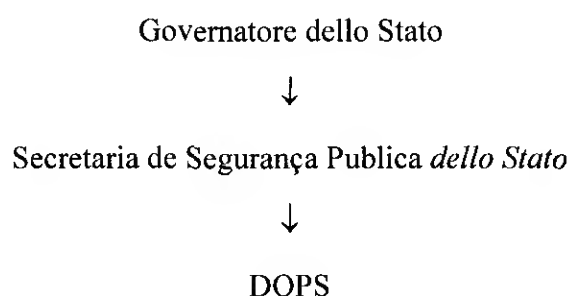 Governatore dello Stato
↓
Secretaria de Segurança Publica dello Stato
↓
DOPS